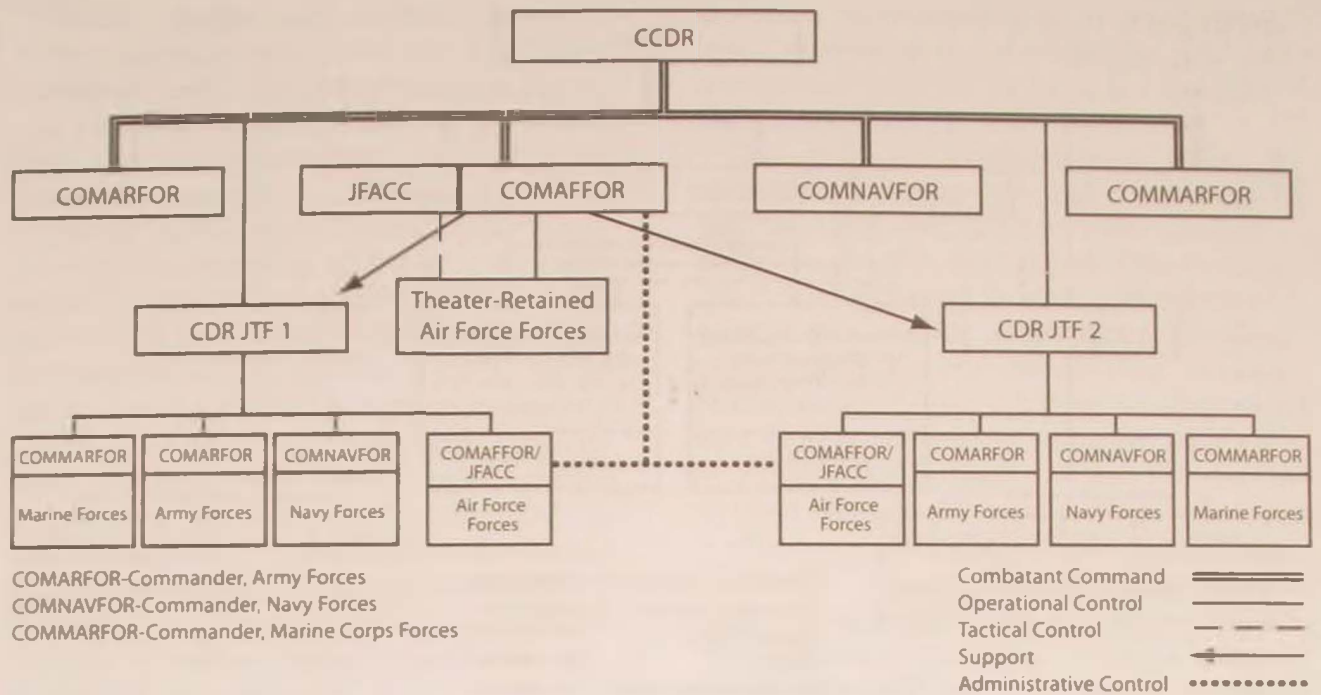 CCDR
COMARFOR
JFACC
COMAFFOR
COMNAVFOR
COMMARFOR
Theater-Retained
Air Force Forces
CDR JTF 1
CDR JTF 2
COMMARFOR
Marine Forces
COMARFOR
Army Forces
COMNAVFOR
Navy Forces
COMAFFOR/
JFACC
Air Force
Forces
COMAFFOR/
JFACC
Air Force
Forces
COMARFOR
Army Forces
COMNAVFOR
Navy Forces
COMMARFOR
Marine Forces
COMARFOR-Commander, Army Forces
COMNAVFOR-Commander, Navy Forces
COMMARFOR-Commander, Marine Corps Forces
Combatant Command
Operational Control
Tactical Control
Support
Administrative Control